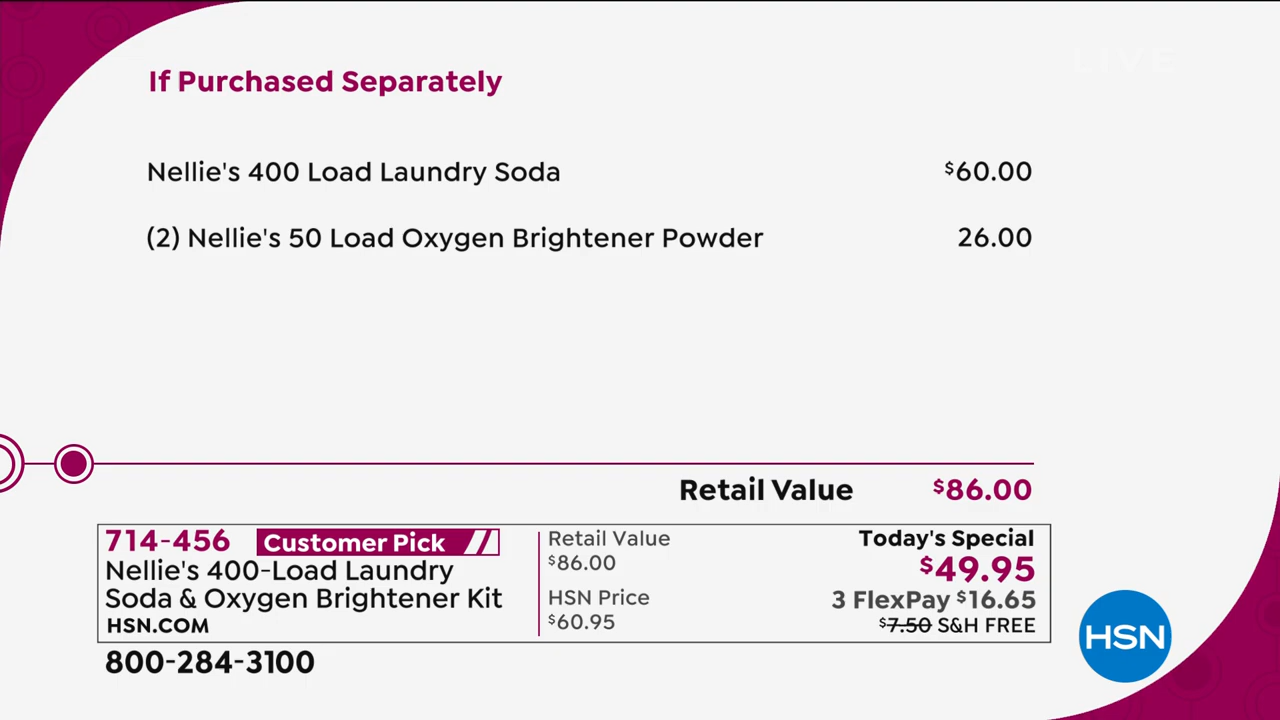 LIVE
If Purchased Separately
Nellie's 400 Load Laundry Soda $60.00
(2) Nellie's 50 Load Oxygen Brightener Powder 26.00
Retail Value $86.00
714-456 Customer Pick
Nellie's 400-Load Laundry
Soda & Oxygen Brightener Kit
HSN.COM
Retail Value
$86.00
HSN Price
$60.95
Today's Special
$49.95
3 FlexPay $16.65
$7.50 S&H FREE
HSN
800-284-3100